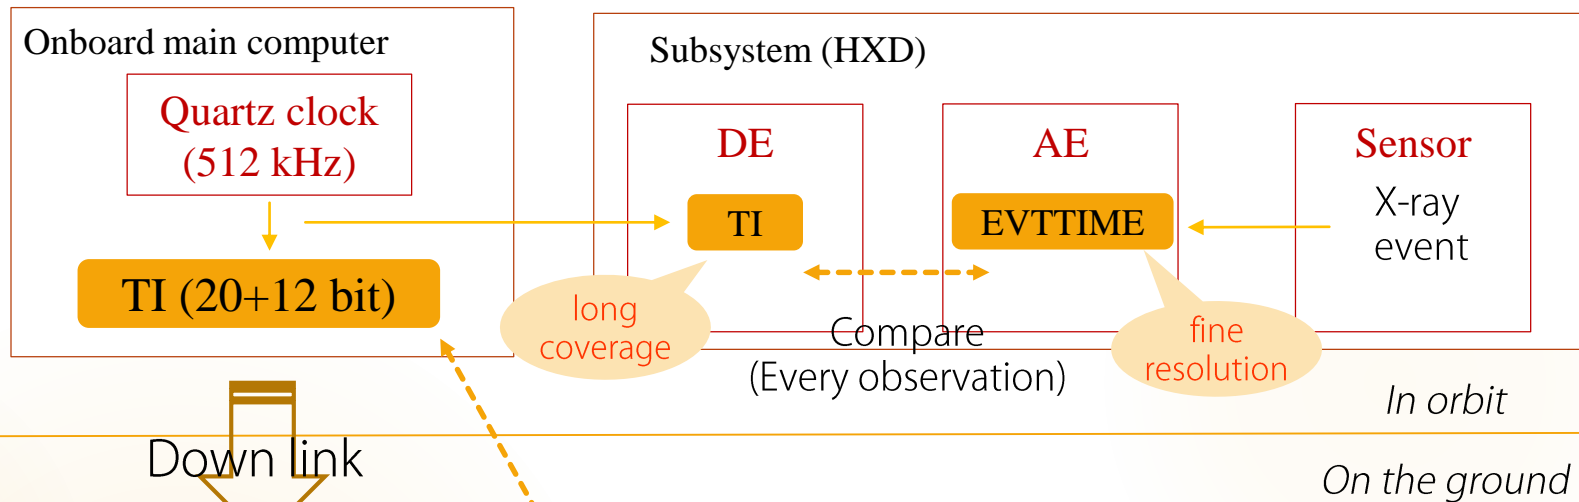 Onboard main computer
Quartz clock
(512 kHz)
TI (20+12 bit)
Subsystem (HXD)
DE
TI
long
coverage
AE
EVTTIME
fine
resolution
Sensor
X-ray
event
Compare
(Every observation)
In orbit
Down link
On the ground